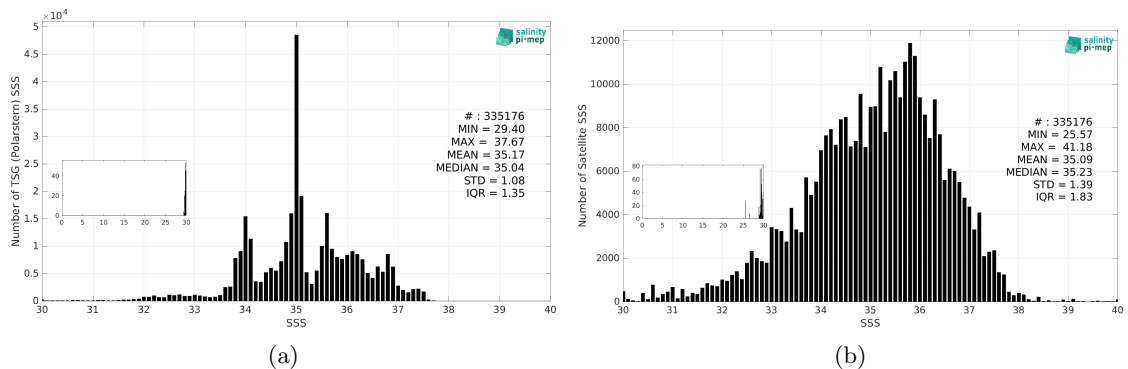 ×10⁴
salinity
pi-mep
5
4.5
4
3.5
3
2.5
2
1.5
1
0.5
0
Number of TSG (Polarstern) SSS
# : 335176
MIN = 29.40
MAX = 37.67
MEAN = 35.17
MEDIAN = 35.04
STD = 1.08
IQR = 1.35
40
20
0
0 5 10 15 20 25 30
30 31 32 33 34 35 36 37 38 39 40
SSS
(a)
salinity
pi-mep
12000
10000
8000
6000
4000
2000
0
Number of Satellite SSS
# : 335176
MIN = 25.57
MAX = 41.18
MEAN = 35.09
MEDIAN = 35.23
STD = 1.39
IQR = 1.83
80
60
40
20
0
0 5 10 15 20 25 30
30 31 32 33 34 35 36 37 38 39 40
SSS
(b)